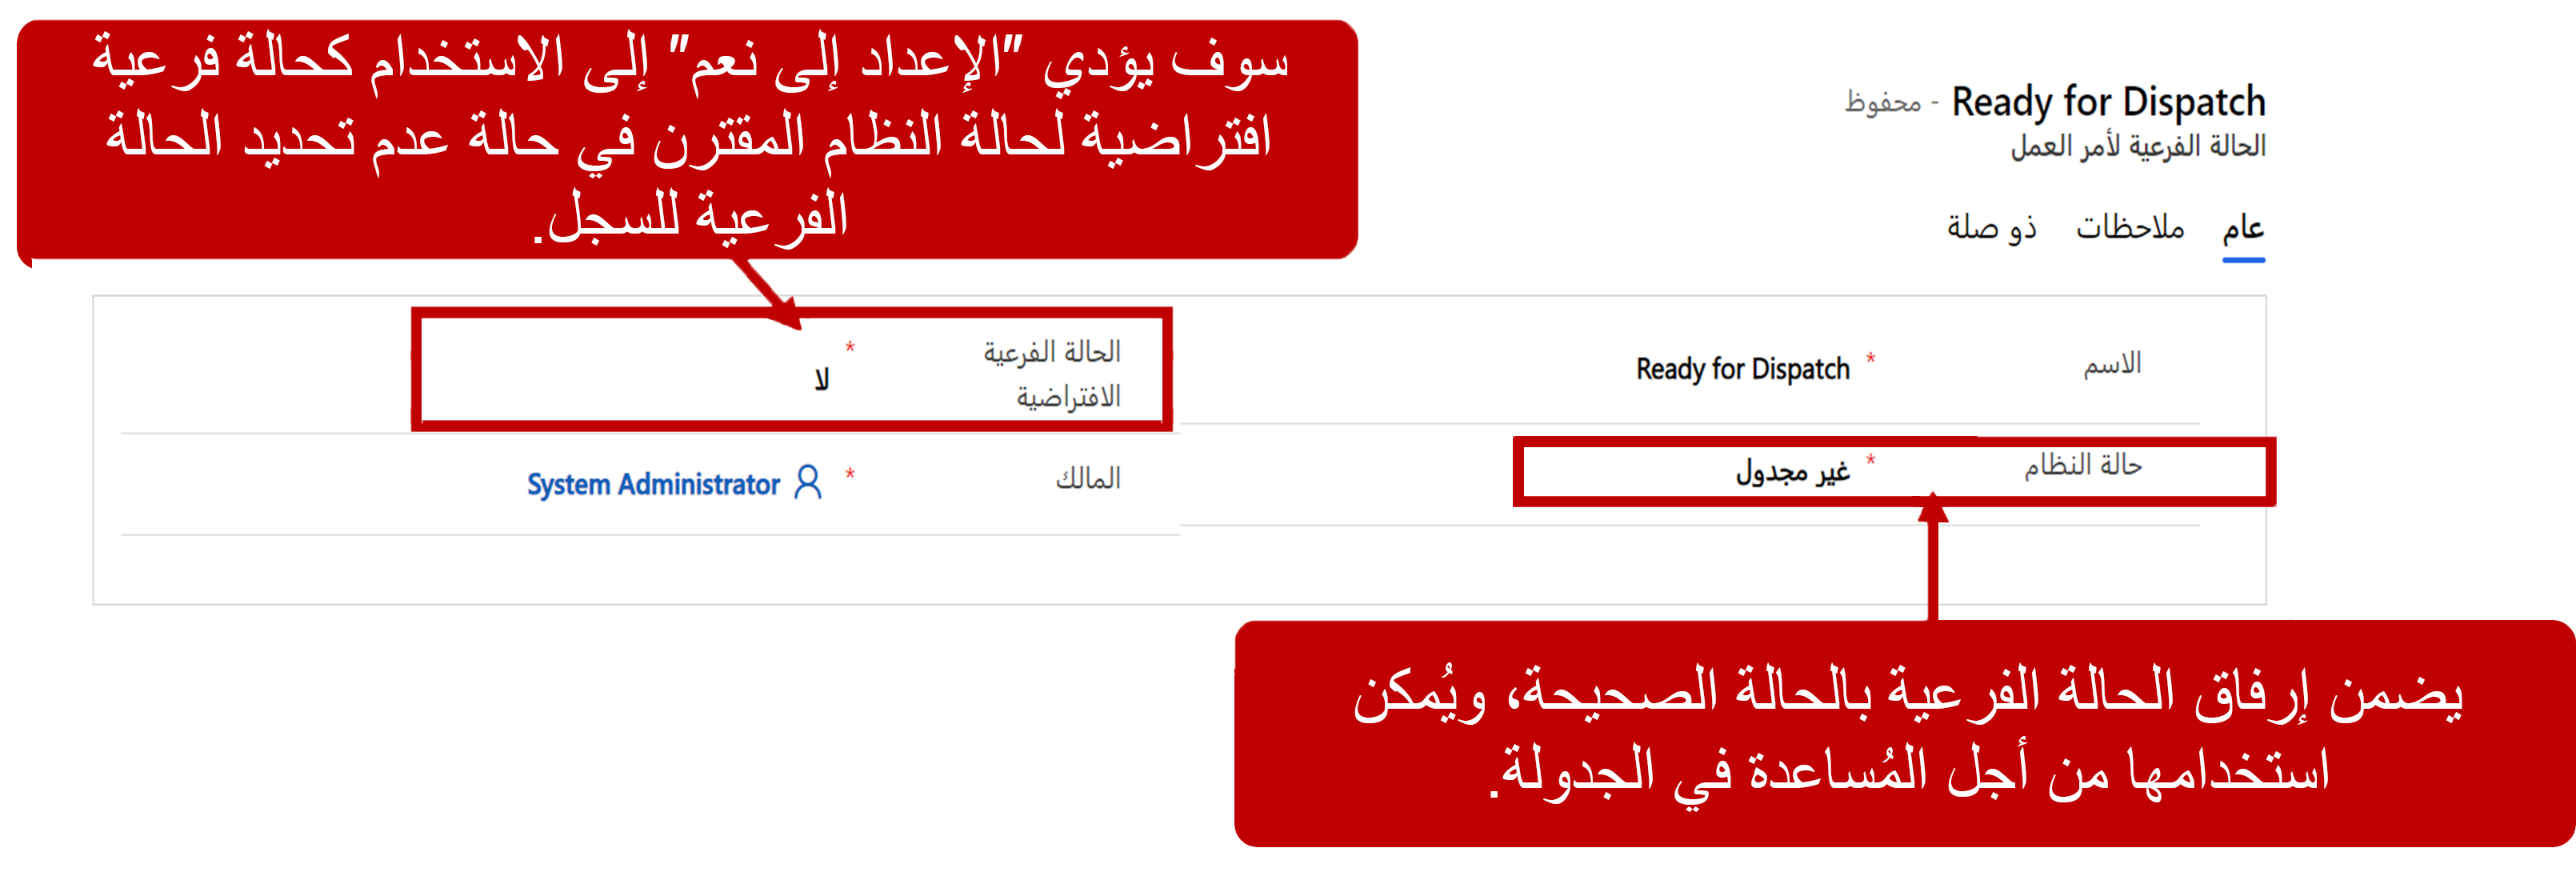 سوف يؤدي "الإعداد إلى نعم" إلى الاستخدام كحالة فرعية
افتراضية لحالة النظام المقترن في حالة عدم تحديد الحالة
الفرعية للسجل.
Ready for Dispatch - محفوظ
الحالة الفرعية لأمر العمل
عام ملاحظات ذو صلة
الاسم * Ready for Dispatch
حالة النظام * غير مجدول
الحالة الفرعية
الافتراضية
* لا
المالك * System Administrator
يضمن إرفاق الحالة الفرعية بالحالة الصحيحة، ويُمكن
استخدامها من أجل المُساعدة في الجدولة.